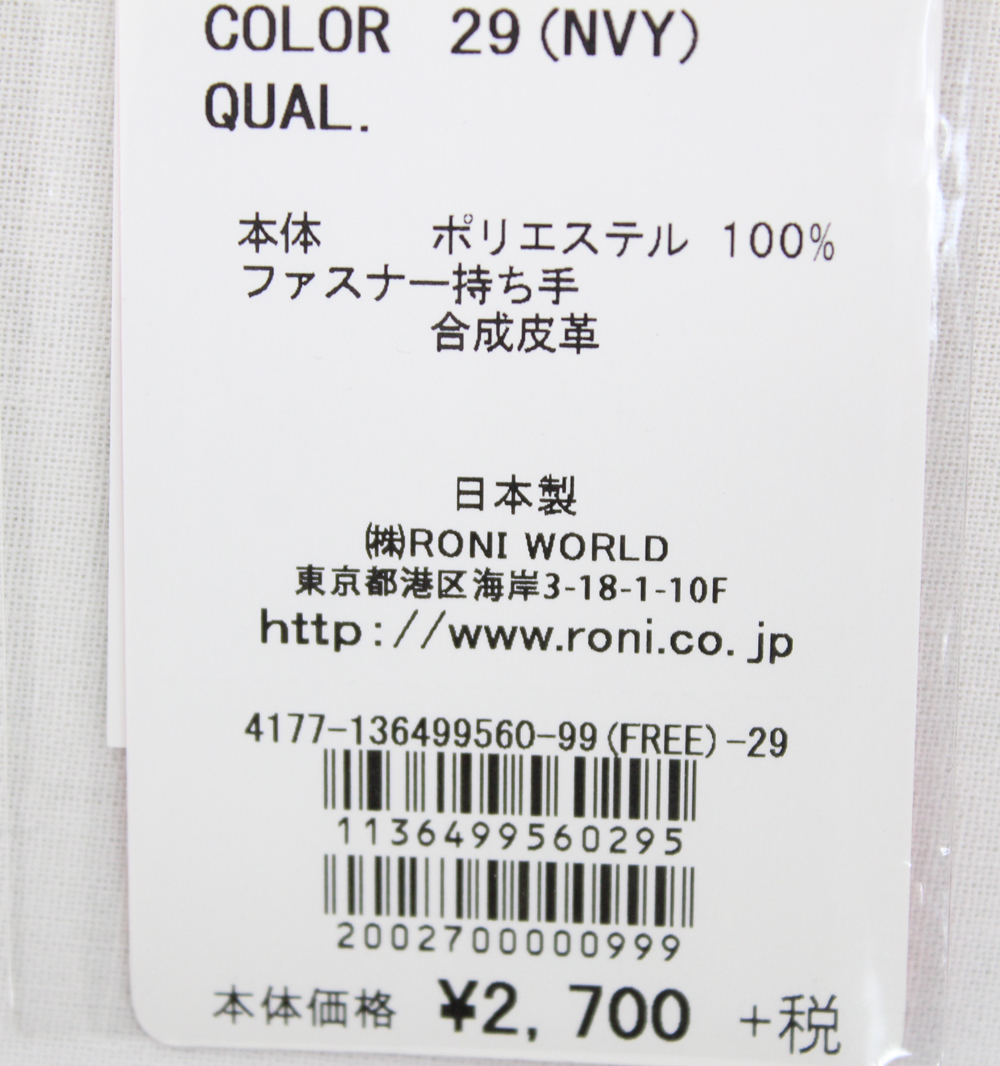 COLOR 29(NVY)
QUAL.
本体 ポリエステル 100%
ファスナー持ち手
合成皮革
日本製
㈱RONI WORLD
東京都港区海岸3-18-1-10F
http://www.roni.co.jp
4177-136499560-99(FREE)-29
1136499560295
2002700000999
本体価格 ¥2,700 +税